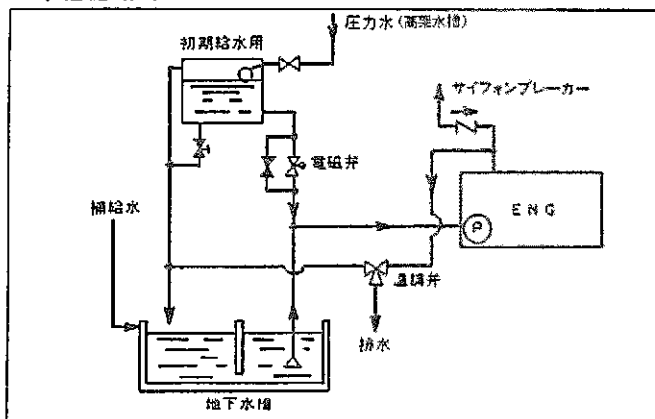 圧力水(高架水槽)
初期給水用
サイフォンブレーカー
電磁弁
補給水
ENG
P
温調弁
排水
地下水槽